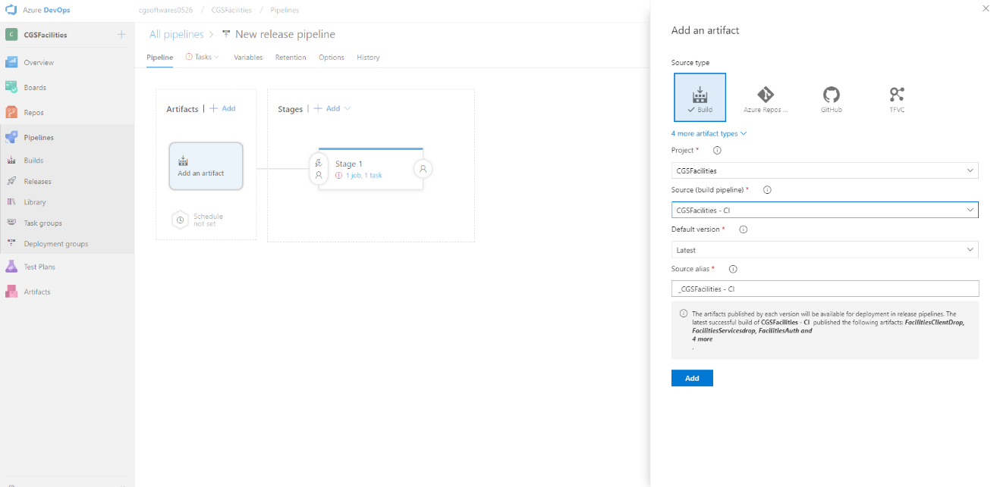 Azure DevOps
cgsoftwares0526 / CGSFacilities / Pipelines
C CGSFacilities
Overview
Boards
Repos
Pipelines
Builds
Releases
Library
Task groups
Deployment groups
Test Plans
Artifacts
All pipelines > New release pipeline
Pipeline Tasks Variables Retention Options History
Artifacts | + Add
Add an artifact
Schedule
not set
Stages | + Add
Stage 1
1 job, 1 task
Add an artifact
Source type
Build
Azure Repos ...
GitHub
TFVC
4 more artifact types
Project *
CGSFacilities
Source (build pipeline) *
CGSFacilities - CI
Default version *
Latest
Source alias *
_CGSFacilities - CI
The artifacts published by each version will be available for deployment in release pipelines. The
latest successful build of CGSFacilities - CI published the following artifacts: FacilitiesClientDrop,
FacilitiesServicesdrop, FacilitiesAuth and
4 more
.
Add